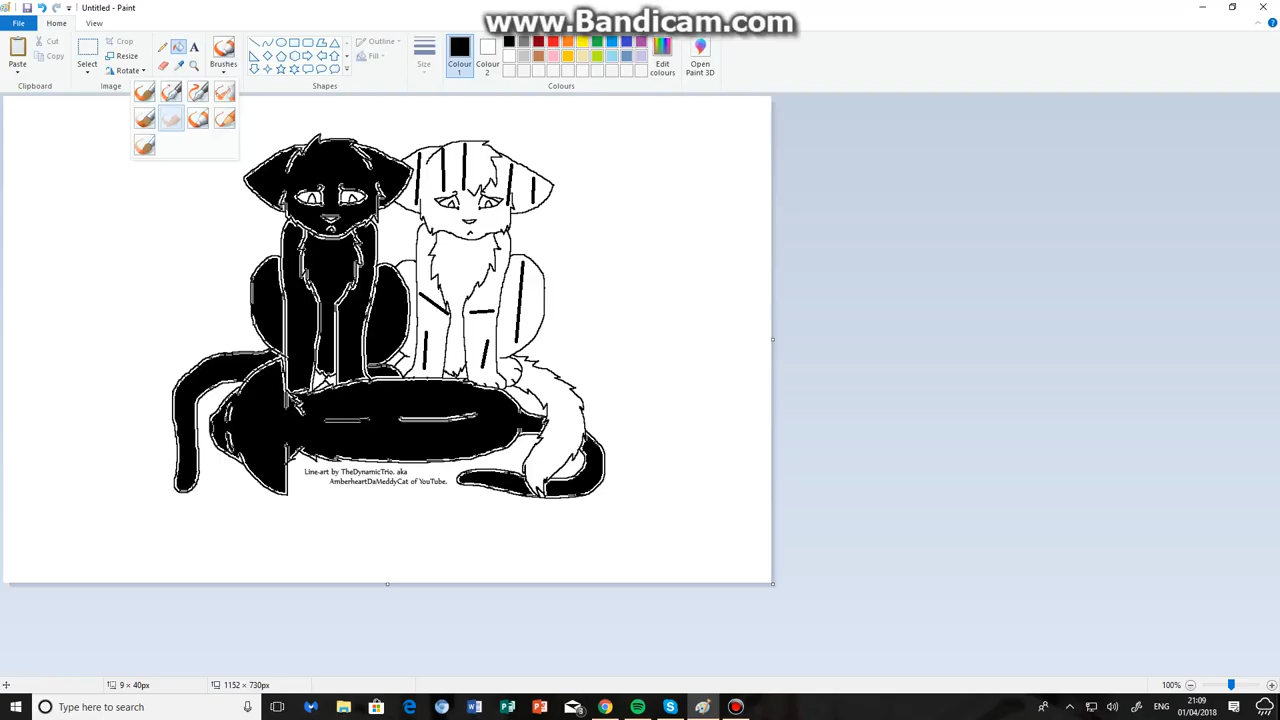 www.Bandicam.com
Untitled - Paint
File
Home
View
Paste
Cut
Copy
Clipboard
Select
Crop
Resize
Rotate
Image
A
Brushes
Outline
Fill
Shapes
Size
Colour 1
Colour 2
Edit colours
Colours
Open Paint 3D
Line-art by TheDynamicTrio, aka
AmberheartDaMeddyCat of YouTube.
9 × 40px
1152 × 730px
100%
Type here to search
ENG
21:09
01/04/2018